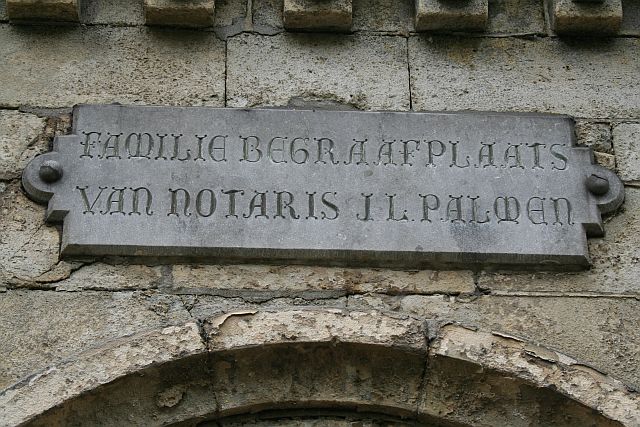 FAMILIE BEGRAAFPLAATS
VAN NOTARIS J.L. PALMEN